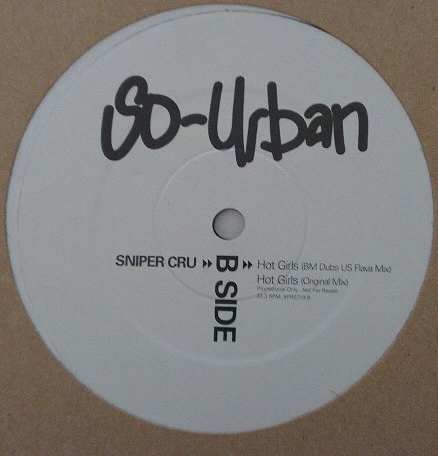 So-Urban
SNIPER CRU
B SIDE
Hot Girls (BM Dubs US Flava Mix)
Hot Girls (Original Mix)
Promotional Only - Not For Resale